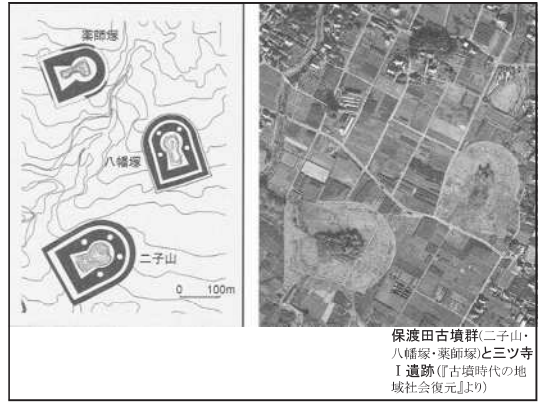 薬師塚
八幡塚
二子山
0 100m
保渡田古墳群(二子山・
八幡塚・薬師塚)と三ツ寺
Ⅰ遺跡(『古墳時代の地
域社会復元』より)